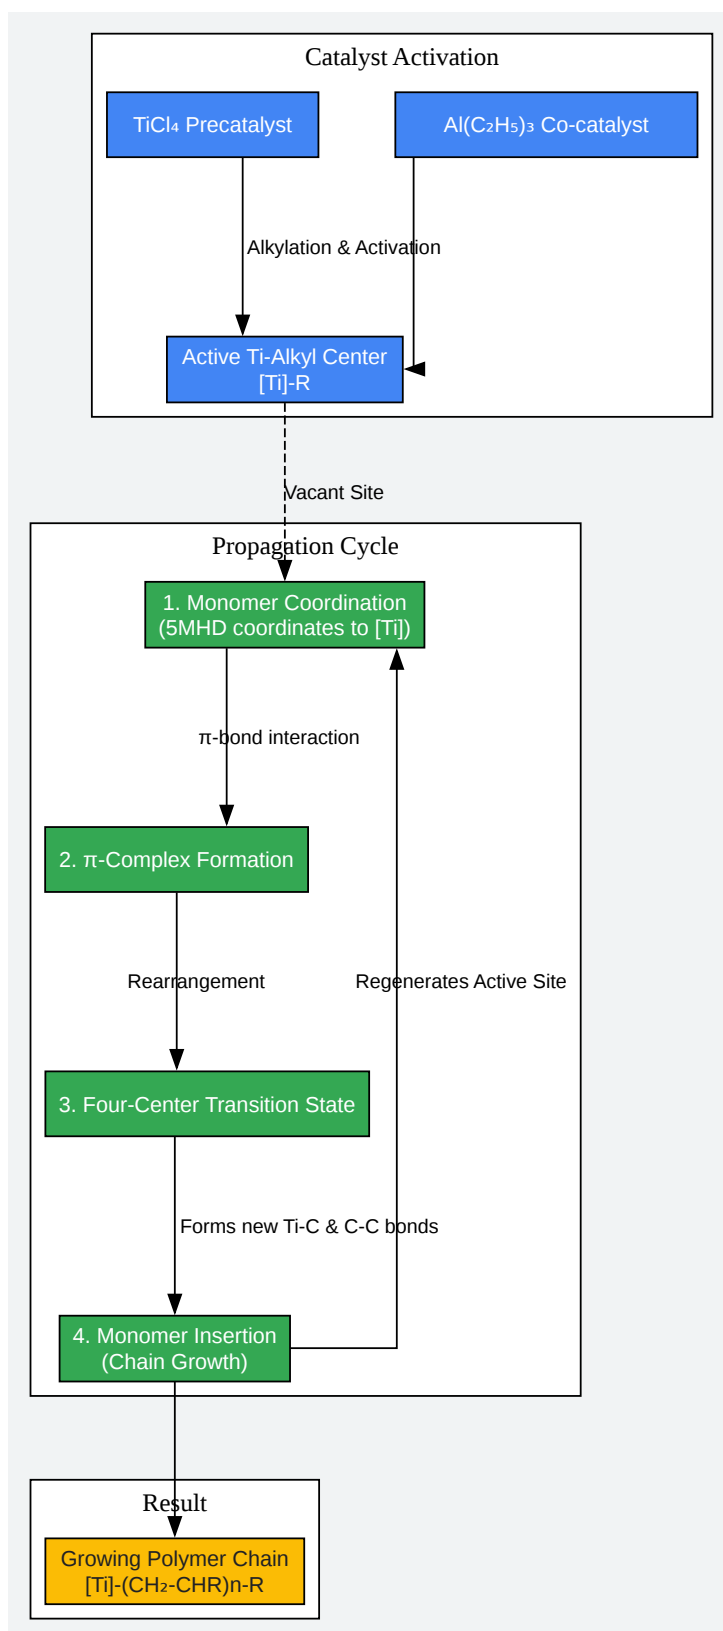 Catalyst Activation
TiCl₄ Precatalyst
Al(C₂H₅)₃ Co-catalyst
Alkylation & Activation
Active Ti-Alkyl Center
[Ti]-R
Vacant Site
Propagation Cycle
1. Monomer Coordination
(5MHD coordinates to [Ti])
π-bond interaction
2. π-Complex Formation
Rearrangement
Regenerates Active Site
3. Four-Center Transition State
Forms new Ti-C & C-C bonds
4. Monomer Insertion
(Chain Growth)
Result
Growing Polymer Chain
[Ti]-(CH₂-CHR)n-R